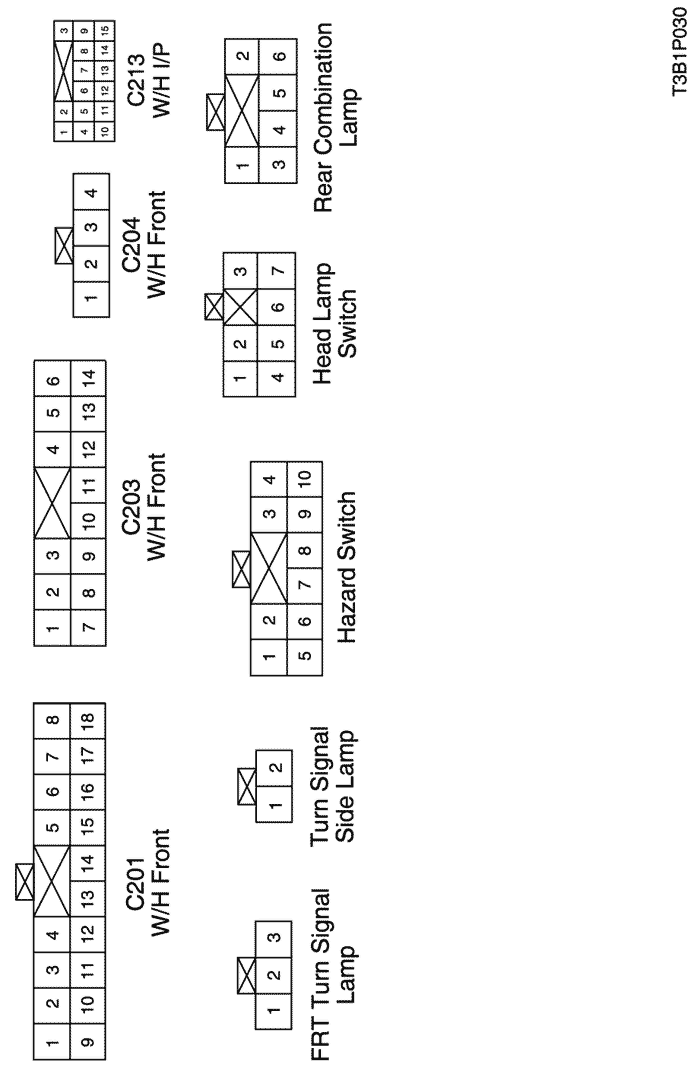 1 2 3 4 5 6 7 8
9 10 11 12 13 14 15 16 17 18
C201
W/H Front
1 2 3 4 5 6
7 8 9 10 11 12 13 14
C203
W/H Front
1 2 3 4
C204
W/H Front
1 2 3
4 5 6 7 8 9
10 11 12 13 14 15
C213
W/H I/P
1 2 3
FRT Turn Signal
Lamp
1 2
Turn Signal
Side Lamp
1 2 3 4
5 6 7 8 9 10
Hazard Switch
1 2 3
4 5 6 7
Head Lamp
Switch
1 2
3 4 5 6
Rear Combination
Lamp
T3B1P030